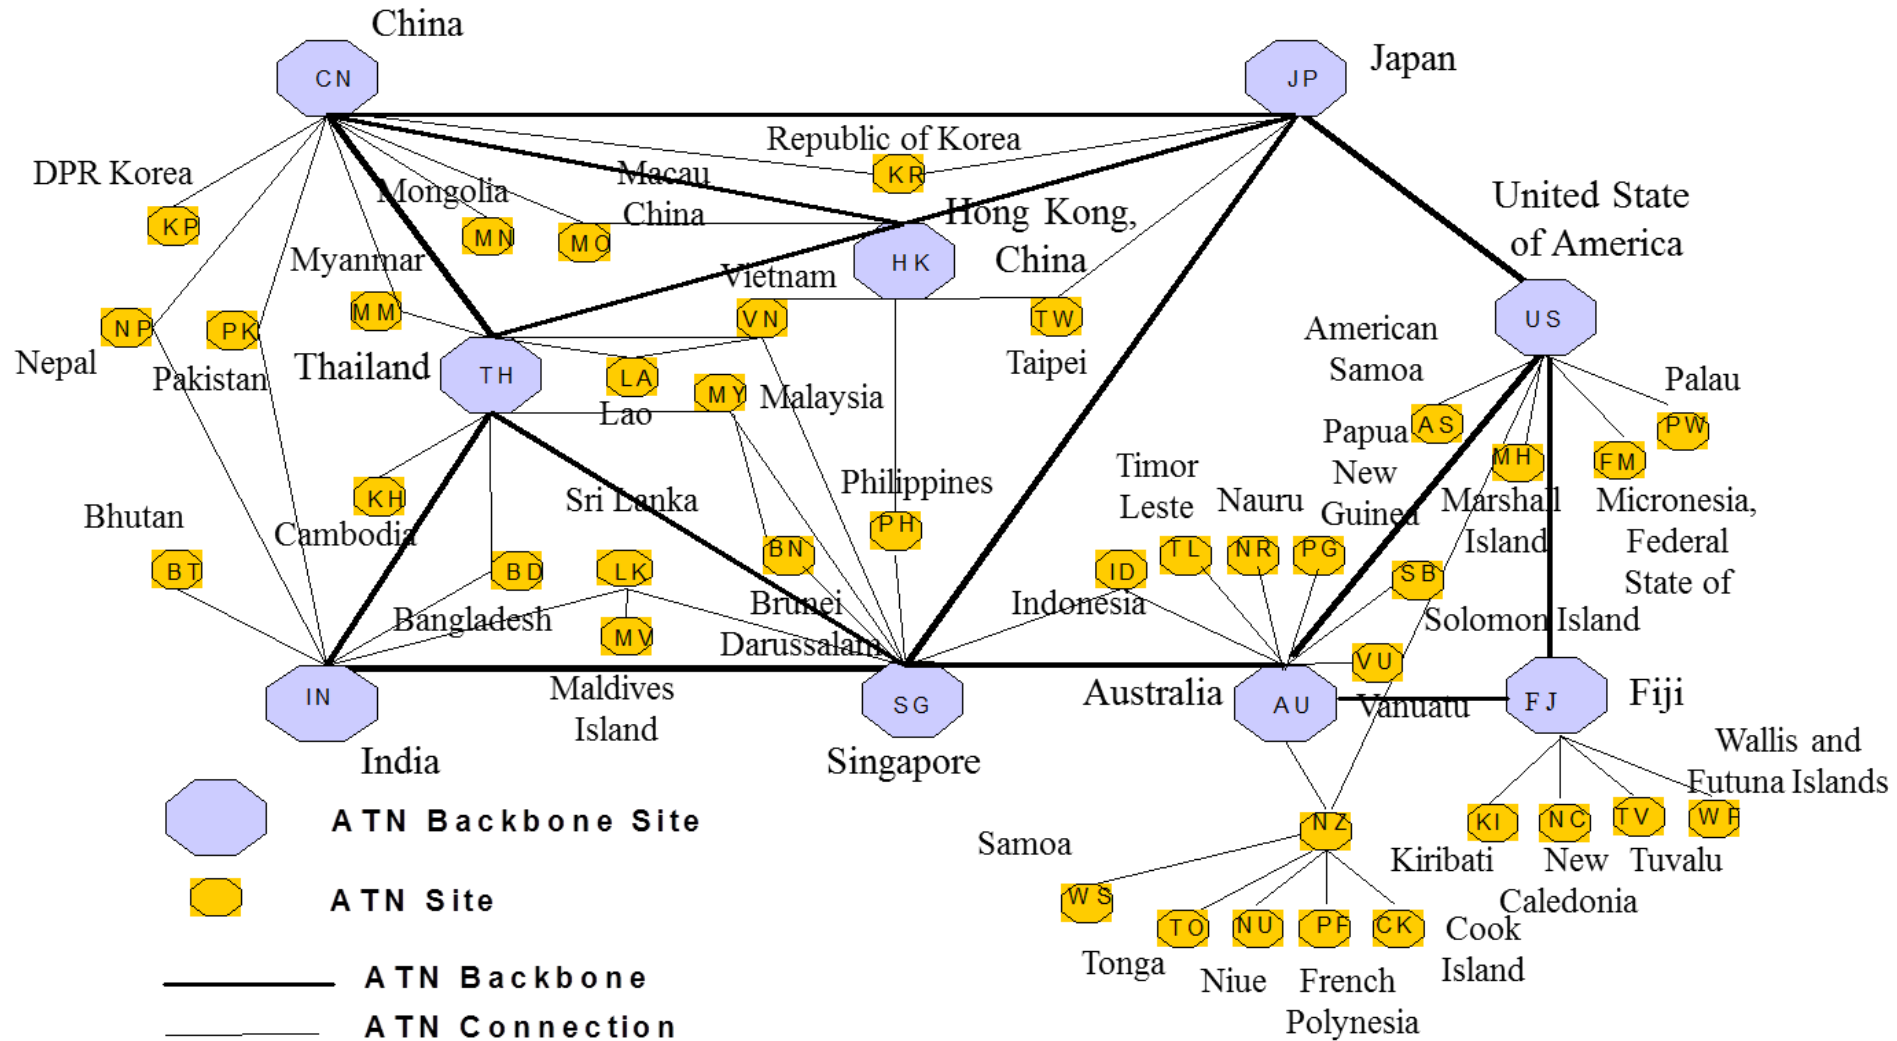 China
CN
JP
Japan
Republic of Korea
KR
DPR Korea
KP
Mongolia
MN
Macau
China
MO
Hong Kong,
China
HK
United State
of America
US
Myanmar
MM
Vietnam
VN
TW
Taipei
NP
Nepal
PK
Pakistan
Thailand
TH
LA
Lao
MY
Malaysia
American
Samoa
AS
Palau
PW
Papua
New
Guinea
MH
Marshall
Island
FM
Micronesia,
Federal
State of
Timor
Leste
Nauru
Philippines
PH
Sri Lanka
KH
Cambodia
Bhutan
BT
BD
Bangladesh
LK
MV
BN
Brunei
Darussalam
ID
Indonesia
TL
NR
PG
SB
Solomon Island
VU
Vanuatu
IN
India
Maldives
Island
SG
Singapore
Australia
AU
FJ
Fiji
Wallis and
Futuna Islands
KI
NC
TV
WF
Kiribati
New
Caledonia
Tuvalu
NZ
Samoa
WS
TO
NU
PF
CK
Tonga
Niue
French
Polynesia
Cook
Island
ATN Backbone Site
ATN Site
ATN Backbone
ATN Connection